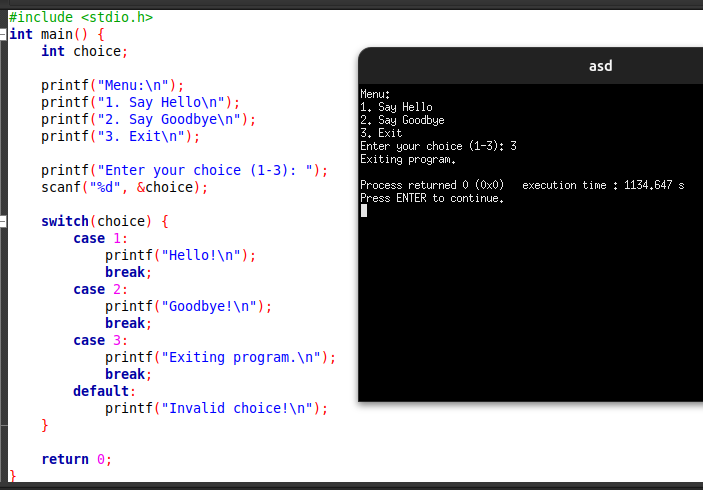 #include <stdio.h>
int main() {
    int choice;

    printf("Menu:\n");
    printf("1. Say Hello\n");
    printf("2. Say Goodbye\n");
    printf("3. Exit\n");

    printf("Enter your choice (1-3): ");
    scanf("%d", &choice);

    switch(choice) {
        case 1:
            printf("Hello!\n");
            break;
        case 2:
            printf("Goodbye!\n");
            break;
        case 3:
            printf("Exiting program.\n");
            break;
        default:
            printf("Invalid choice!\n");
    }

    return 0;
}
asd
Menu:
1. Say Hello
2. Say Goodbye
3. Exit
Enter your choice (1-3): 3
Exiting program.

Process returned 0 (0x0)   execution time : 1134.647 s
Press ENTER to continue.